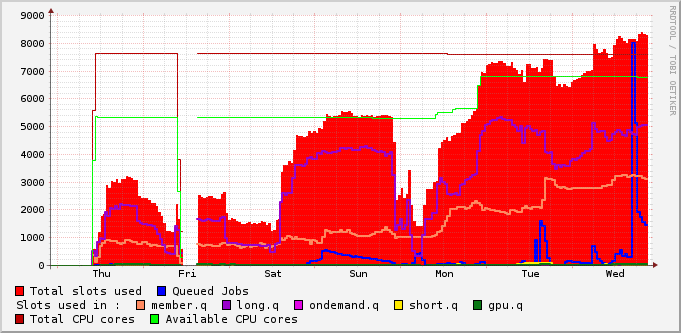 9000
8000
7000
6000
5000
4000
3000
2000
1000
0
Thu Fri Sat Sun Mon Tue Wed
RRDTOOL / TOBI OETIKER
Total slots used Queued Jobs
Slots used in : member.q long.q ondemand.q short.q gpu.q
Total CPU cores Available CPU cores